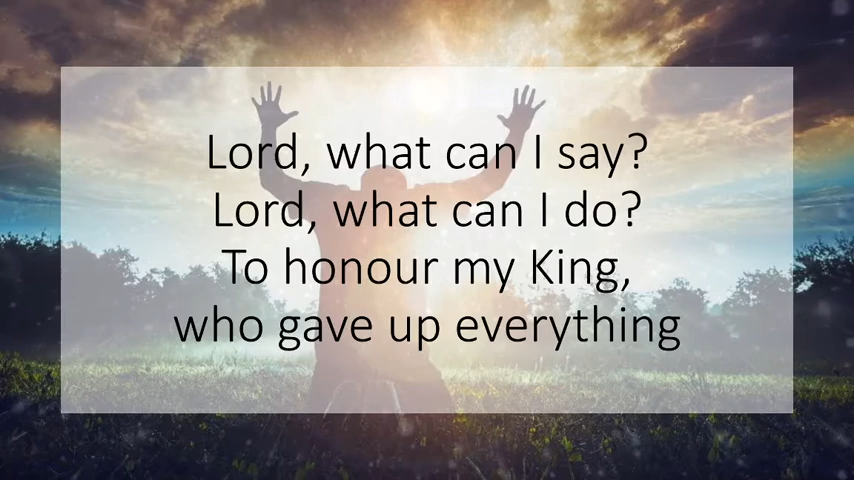 Lord, what can I say?
Lord, what can I do?
To honour my King,
who gave up everything